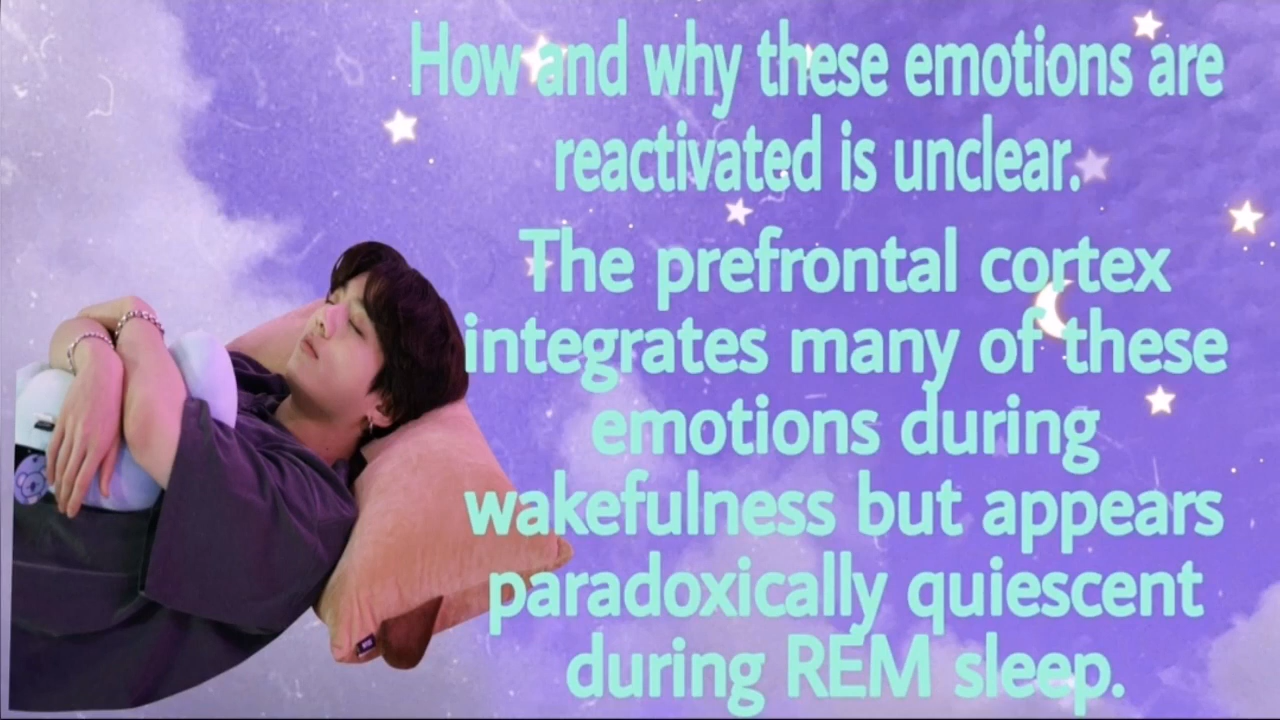 How and why these emotions are
reactivated is unclear.
The prefrontal cortex
integrates many of these
emotions during
wakefulness but appears
paradoxically quiescent
during REM sleep.